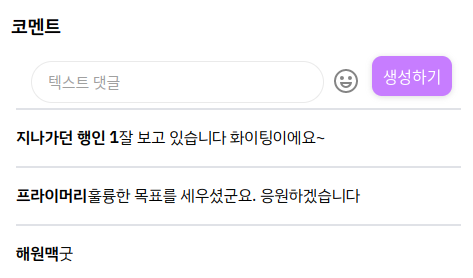 코멘트
텍스트 댓글 생성하기
지나가던 행인 1잘 보고 있습니다 화이팅이에요~
프라이머리훌륭한 목표를 세우셨군요. 응원하겠습니다
해원맥굿